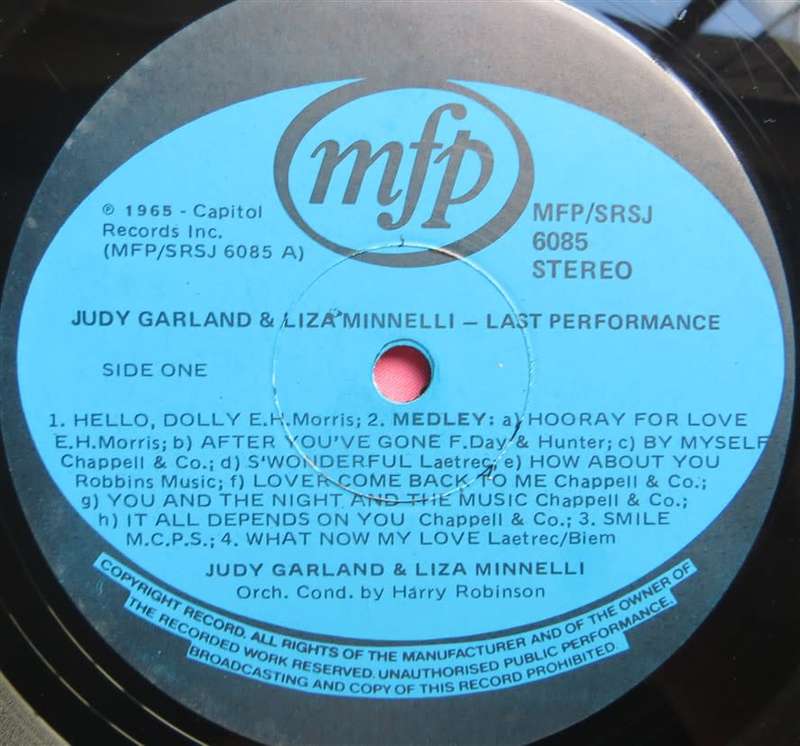 mfp
℗ 1965 - Capitol
Records Inc.
(MFP/SRSJ 6085 A)
MFP/SRSJ
6085
STEREO
JUDY GARLAND & LIZA MINNELLI – LAST PERFORMANCE
SIDE ONE
1. HELLO, DOLLY E.H.Morris; 2. MEDLEY: a) HOORAY FOR LOVE
E.H.Morris; b) AFTER YOU'VE GONE F.Day & Hunter; c) BY MYSELF
Chappell & Co.; d) S'WONDERFUL Laetrec; e) HOW ABOUT YOU
Robbins Music; f) LOVER COME BACK TO ME Chappell & Co.;
g) YOU AND THE NIGHT AND THE MUSIC Chappell & Co.;
h) IT ALL DEPENDS ON YOU Chappell & Co.; 3. SMILE
M.C.P.S.; 4. WHAT NOW MY LOVE Laetrec/Biem
JUDY GARLAND & LIZA MINNELLI
Orch. Cond. by Harry Robinson
COPYRIGHT RECORD. ALL RIGHTS OF THE MANUFACTURER AND OF THE OWNER OF
THE RECORDED WORK RESERVED. UNAUTHORISED PUBLIC PERFORMANCE.
BROADCASTING AND COPY OF THIS RECORD PROHIBITED.